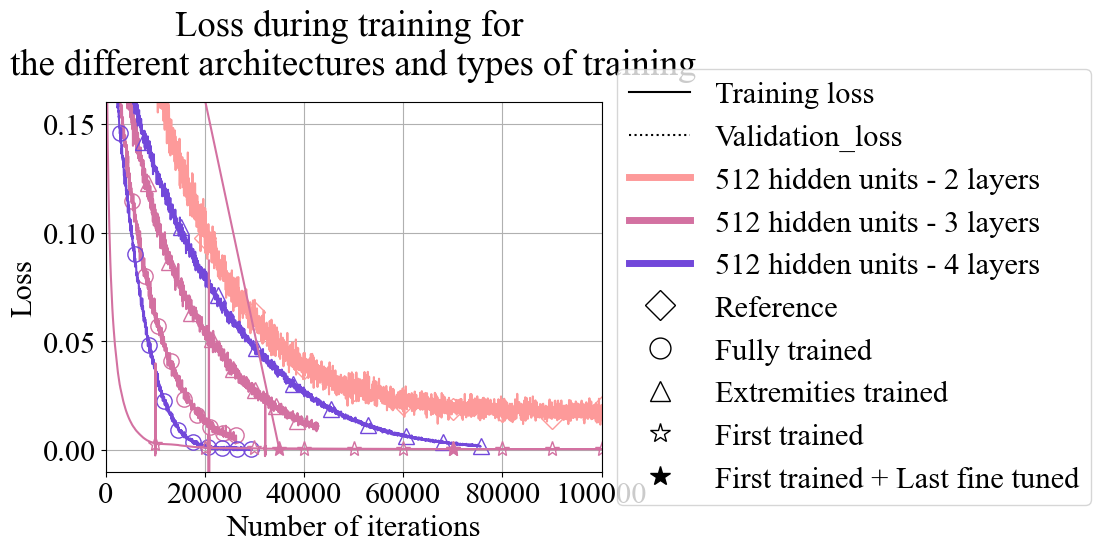 Loss during training for
the different architectures and types of training
0.15
0.10
0.05
0.00
Loss
0
20000
40000
60000
80000
100000
Number of iterations
Training loss
Validation_loss
512 hidden units - 2 layers
512 hidden units - 3 layers
512 hidden units - 4 layers
Reference
Fully trained
Extremities trained
First trained
First trained + Last fine tuned